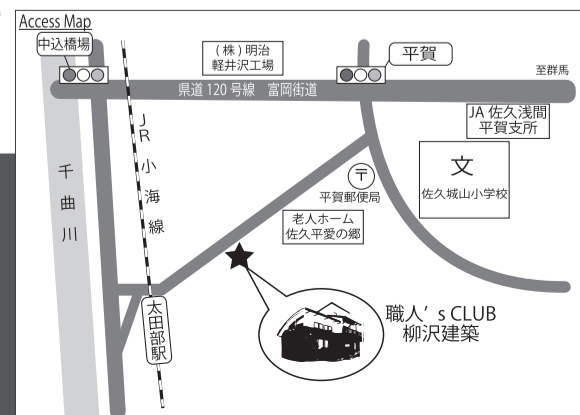 Access Map
中込橋場
(株)明治
軽井沢工場
平賀
至群馬
県道120号線　富岡街道
JA 佐久浅間
平賀支所
JR小海線
千曲川
文
佐久城山小学校
〒
平賀郵便局
老人ホーム
佐久平愛の郷
太田部駅
職人’s CLUB
柳沢建築